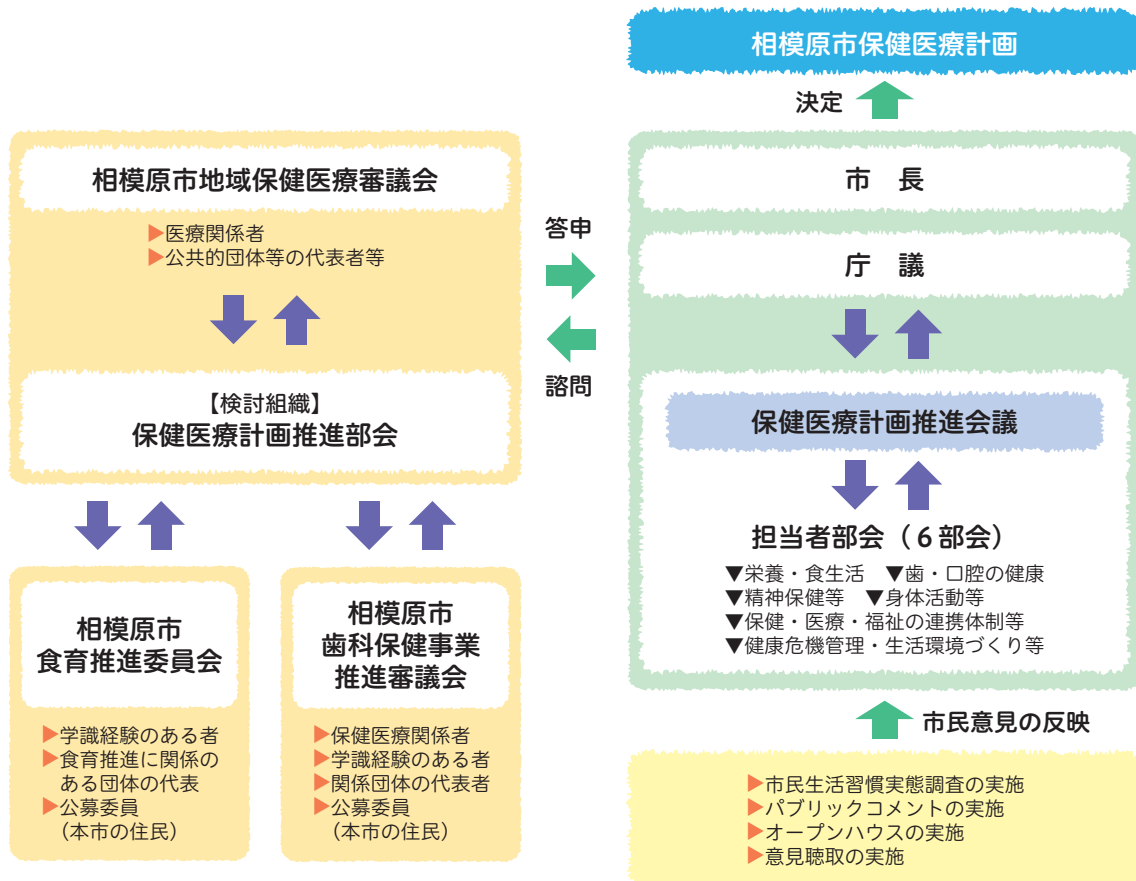 相模原市保健医療計画
決定
相模原市地域保健医療審議会
▶医療関係者
▶公共的団体等の代表者等
【検討組織】
保健医療計画推進部会
相模原市
食育推進委員会
▶学識経験のある者
▶食育推進に関係の
ある団体の代表
▶公募委員
（本市の住民）
相模原市
歯科保健事業
推進審議会
▶保健医療関係者
▶学識経験のある者
▶関係団体の代表者
▶公募委員
（本市の住民）
答申
諮問
市　長
庁　議
保健医療計画推進会議
担当者部会（６部会）
▼栄養・食生活　▼歯・口腔の健康
▼精神保健等　▼身体活動等
▼保健・医療・福祉の連携体制等
▼健康危機管理・生活環境づくり等
市民意見の反映
▶市民生活習慣実態調査の実施
▶パブリックコメントの実施
▶オープンハウスの実施
▶意見聴取の実施